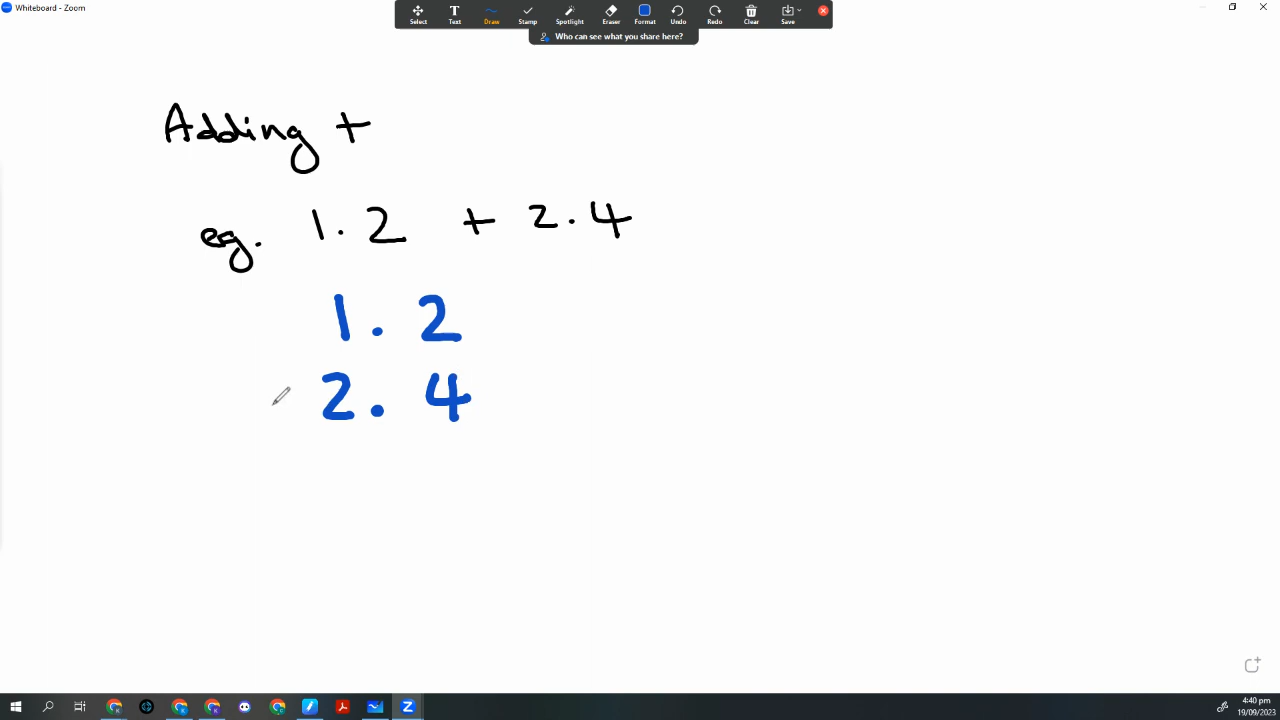 Whiteboard - Zoom
Select Text Draw Stamp Spotlight Eraser Format Undo Redo Clear Save
Who can see what you share here?
Adding +
eg. 1.2 + 2.4
1.2
2.4
4:40 pm
19/09/2023